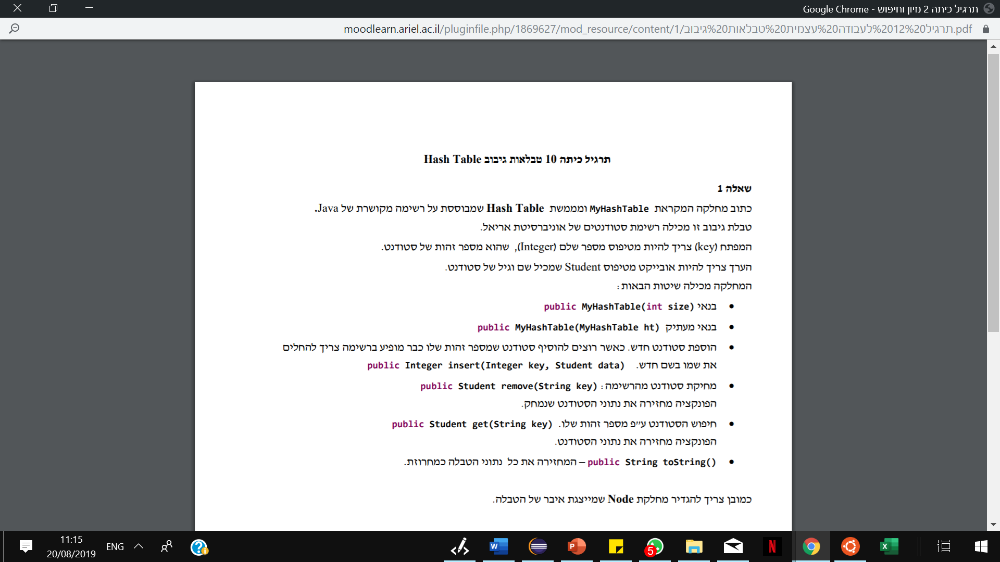 תרגיל כיתה 2 מיון וחיפוש - Google Chrome
moodlearn.ariel.ac.il/pluginfile.php/1869627/mod_resource/content/1/תרגיל%2012%20לעבודה%20עצמית%20טבלאות%20גיבוב.pdf
תרגיל כיתה 10 טבלאות גיבוב Hash Table
שאלה 1
כתוב מחלקה המקראת MyHashTable ומממשת Hash Table שמבוססת על רשימה מקושרת של Java.
טבלת גיבוב זו מכילה רשימת סטודנטים של אוניברסיטת אריאל.
המפתח (key) צריך להיות מטיפוס מספר שלם (Integer), שהוא מספר זהות של סטודנט.
הערך צריך להיות אובייקט מטיפוס Student שמכיל שם וגיל של סטודנט.
המחלקה מכילה שיטות הבאות:
• בנאי public MyHashTable(int size)
• בנאי מעתיק public MyHashTable(MyHashTable ht)
• הוספת סטודנט חדש. כאשר רוצים להוסיף סטודנט שמספר זהות שלו כבר מופיע ברשימה צריך להחלים
את שמו בשם חדש. public Integer insert(Integer key, Student data)
• מחיקת סטודנט מהרשימה: public Student remove(String key)
הפונקציה מחזירה את נתוני הסטודנט שנמחק.
• חיפוש הסטודנט ע״פ מספר זהות שלו. public Student get(String key)
הפונקציה מחזירה את נתוני הסטודנט.
• public String toString() – המחזירה את כל נתוני הטבלה כמחרוזת.
כמובן צריך להגדיר מחלקת Node שמייצגת איבר של הטבלה.
11:15
20/08/2019
ENG
5